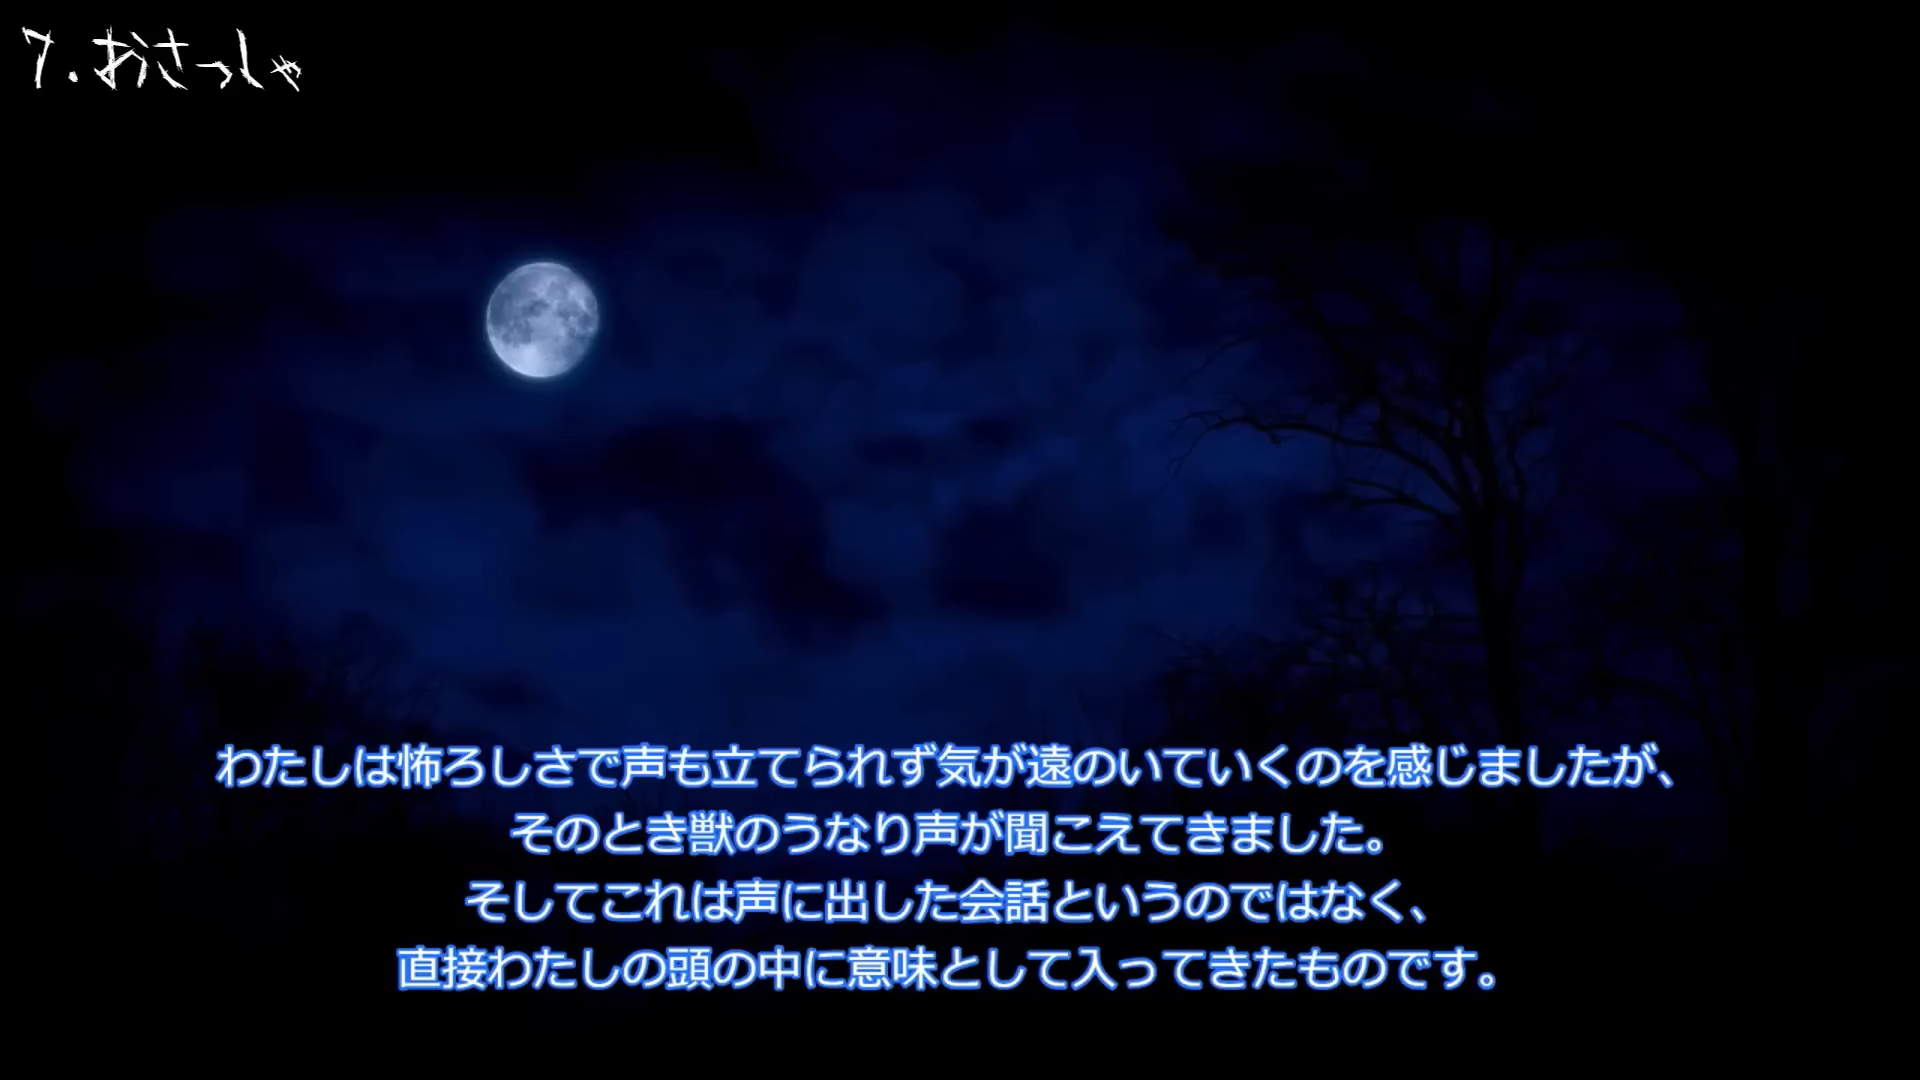 7.おさっしゃ
わたしは怖ろしさで声も立てられず気が遠のいていくのを感じましたが、
そのとき獣のうなり声が聞こえてきました。
そしてこれは声に出した会話というのではなく、
直接わたしの頭の中に意味として入ってきたものです。